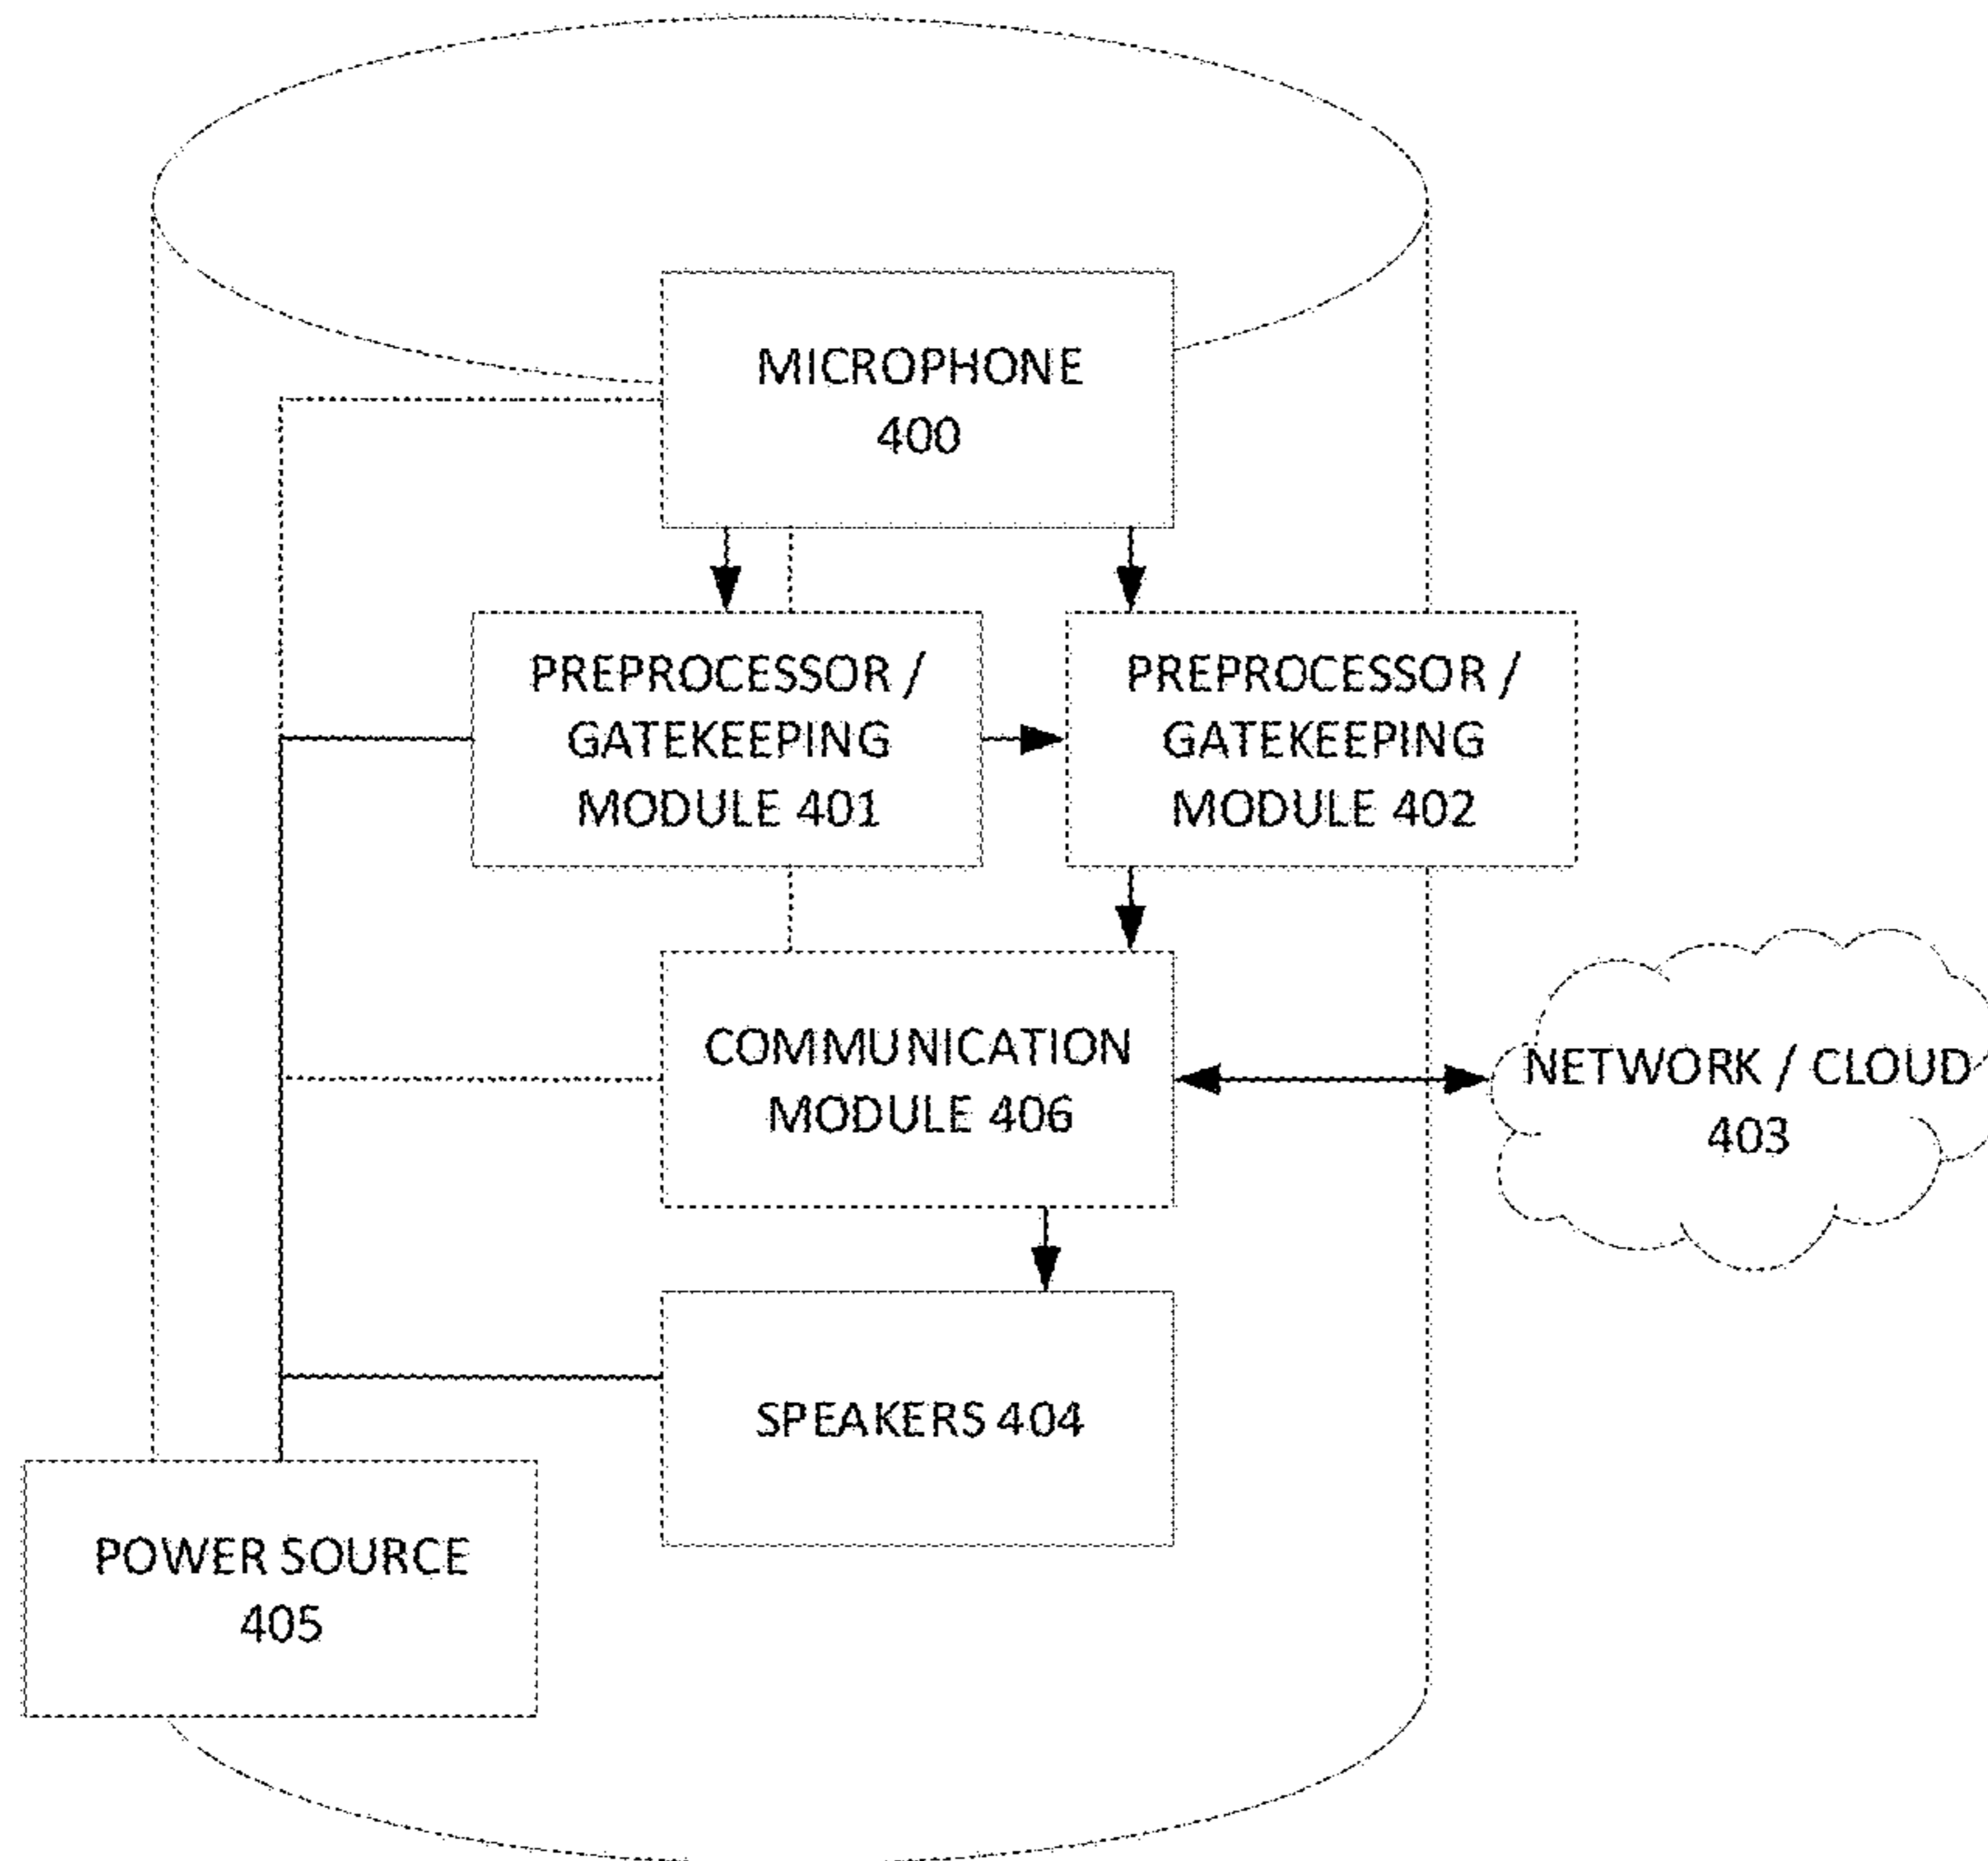 MICROPHONE
400
PREPROCESSOR /
GATEKEEPING
MODULE 401
PREPROCESSOR /
GATEKEEPING
MODULE 402
COMMUNICATION
MODULE 406
NETWORK / CLOUD
403
SPEAKERS 404
POWER SOURCE
405